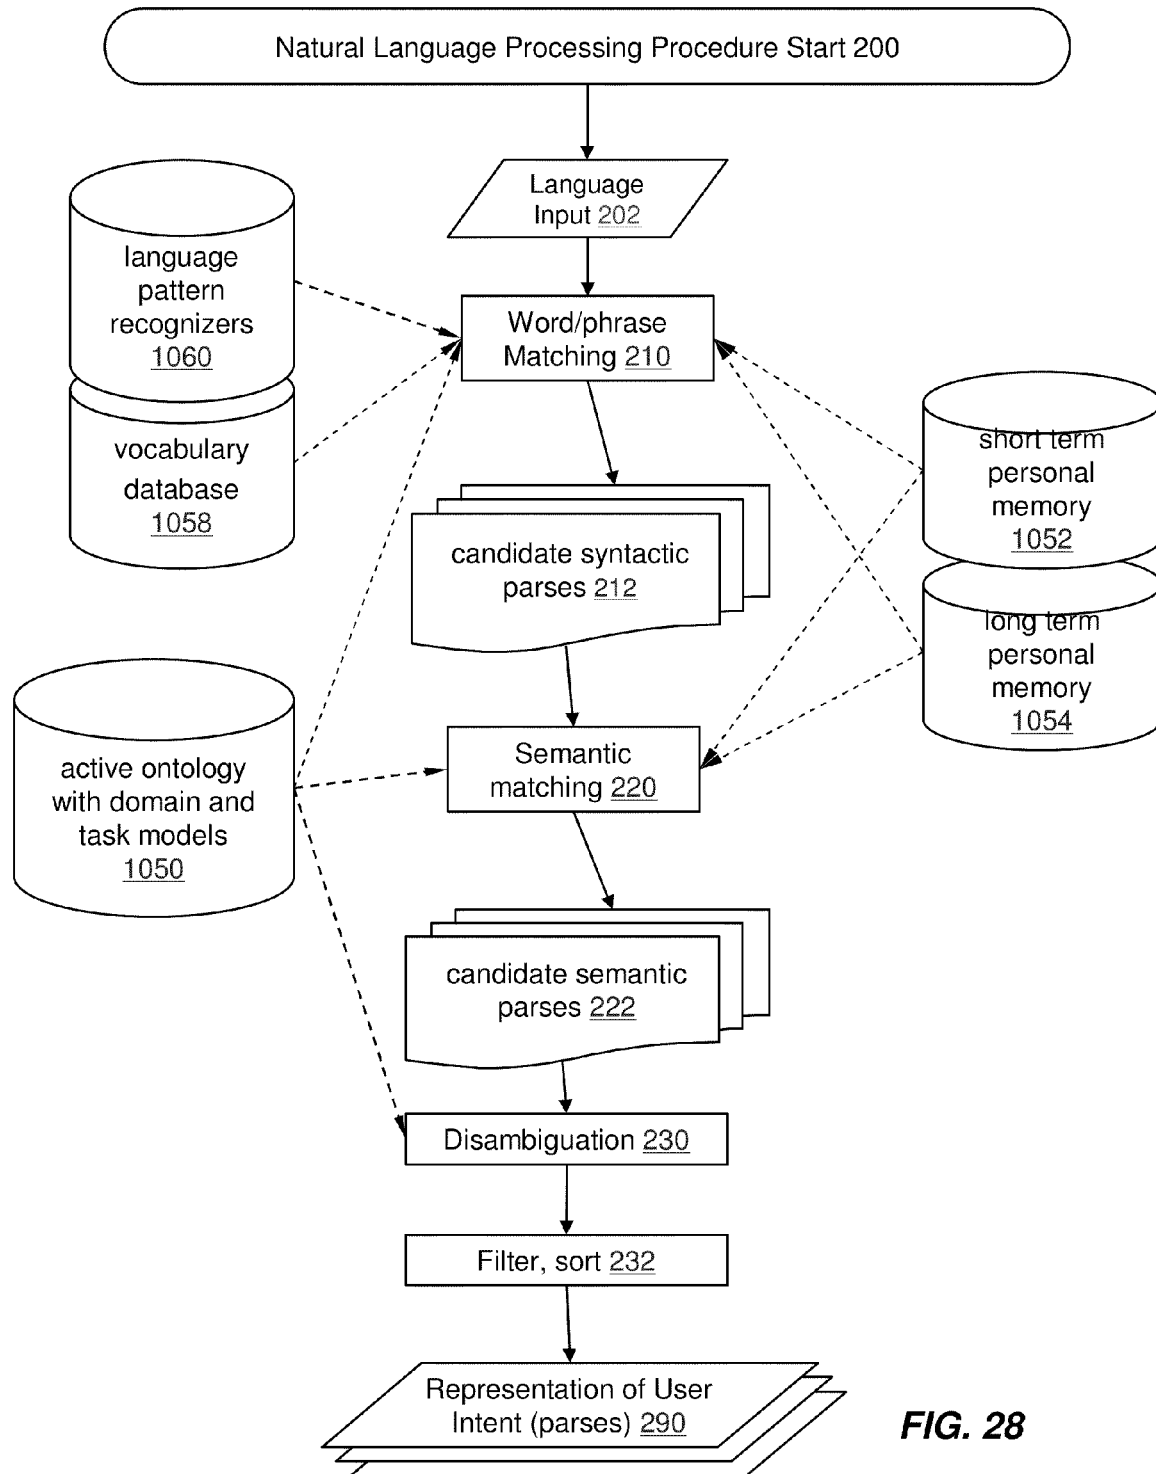 Natural Language Processing Procedure Start 200
Language
Input 202
language
pattern
recognizers
1060
Word/phrase
Matching 210
vocabulary
database
1058
short term
personal
memory
1052
candidate syntactic
parses 212
long term
personal
memory
1054
active ontology
with domain and
task models
1050
Semantic
matching 220
candidate semantic
parses 222
Disambiguation 230
Filter, sort 232
Representation of User
Intent (parses) 290
FIG. 28